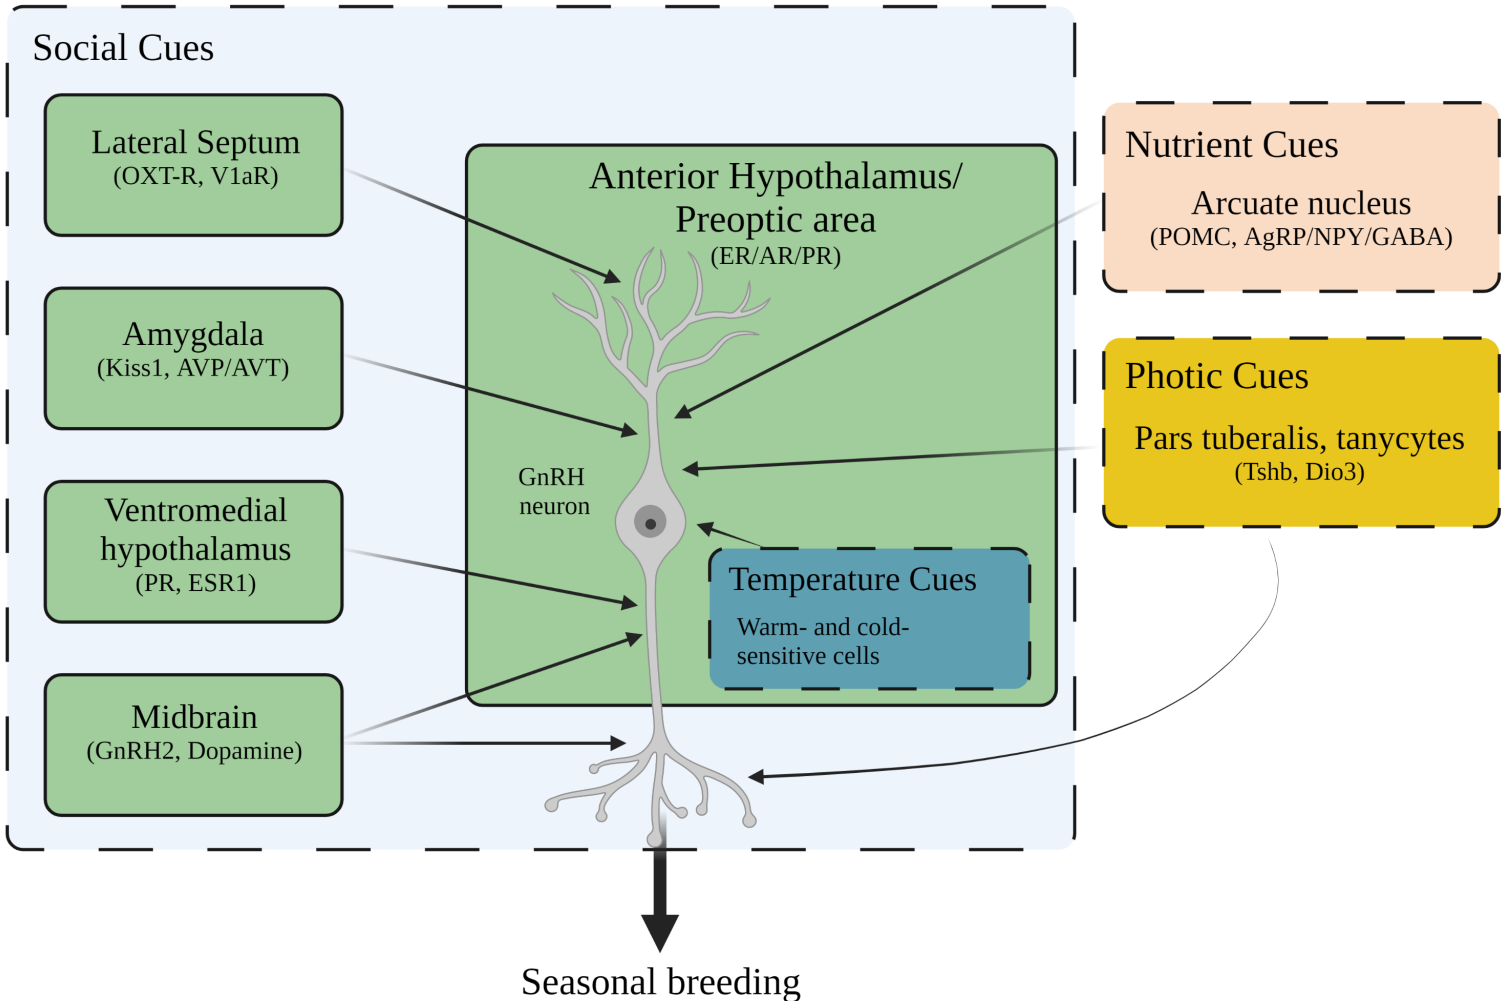 Social Cues
Lateral Septum
(OXT-R, V1aR)
Amygdala
(Kiss1, AVP/AVT)
Ventromedial
hypothalamus
(PR, ESR1)
Midbrain
(GnRH2, Dopamine)
Anterior Hypothalamus/
Preoptic area
(ER/AR/PR)
GnRH
neuron
Temperature Cues
Warm- and cold-
sensitive cells
Nutrient Cues
Arcuate nucleus
(POMC, AgRP/NPY/GABA)
Photic Cues
Pars tuberalis, tanycytes
(Tshb, Dio3)
Seasonal breeding